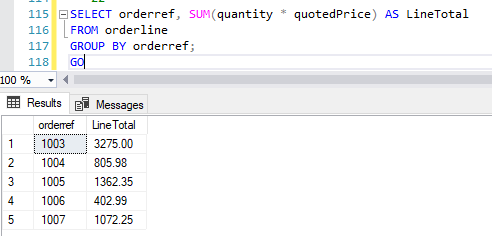 115 SELECT orderref, SUM(quantity * quotedPrice) AS LineTotal
116 FROM orderline
117 GROUP BY orderref;
118 GO
100 %
Results Messages
orderref LineTotal
1 1003 3275.00
2 1004 805.98
3 1005 1362.35
4 1006 402.99
5 1007 1072.25